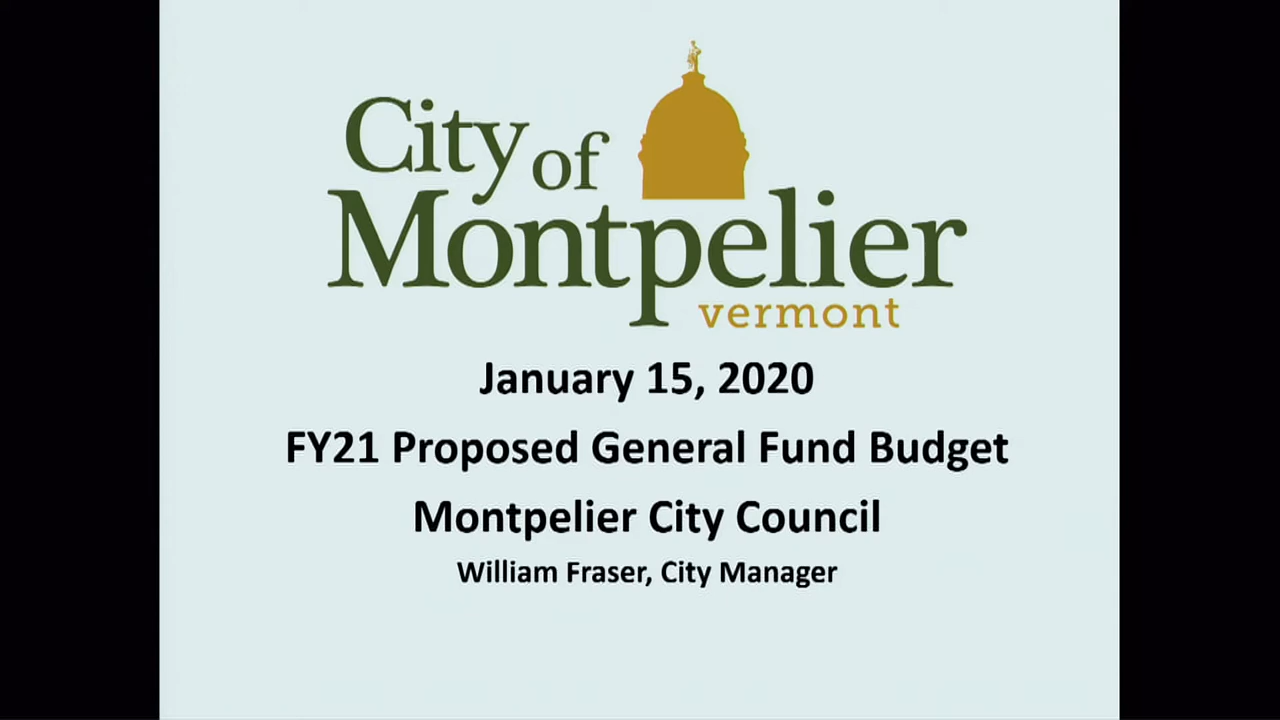 City of
Montpelier
vermont
January 15, 2020
FY21 Proposed General Fund Budget
Montpelier City Council
William Fraser, City Manager